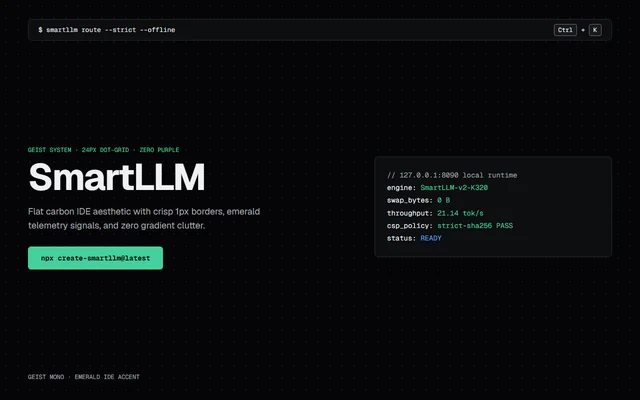 $ smartllm route --strict --offline
Ctrl + K
GEIST SYSTEM · 24PX DOT-GRID · ZERO PURPLE
SmartLLM
Flat carbon IDE aesthetic with crisp 1px borders, emerald
telemetry signals, and zero gradient clutter.
npx create-smartllm@latest
// 127.0.0.1:8090 local runtime
engine: SmartLLM-v2-K320
swap_bytes: 0 B
throughput: 21.14 tok/s
csp_policy: strict-sha256 PASS
status: READY
GEIST MONO · EMERALD IDE ACCENT